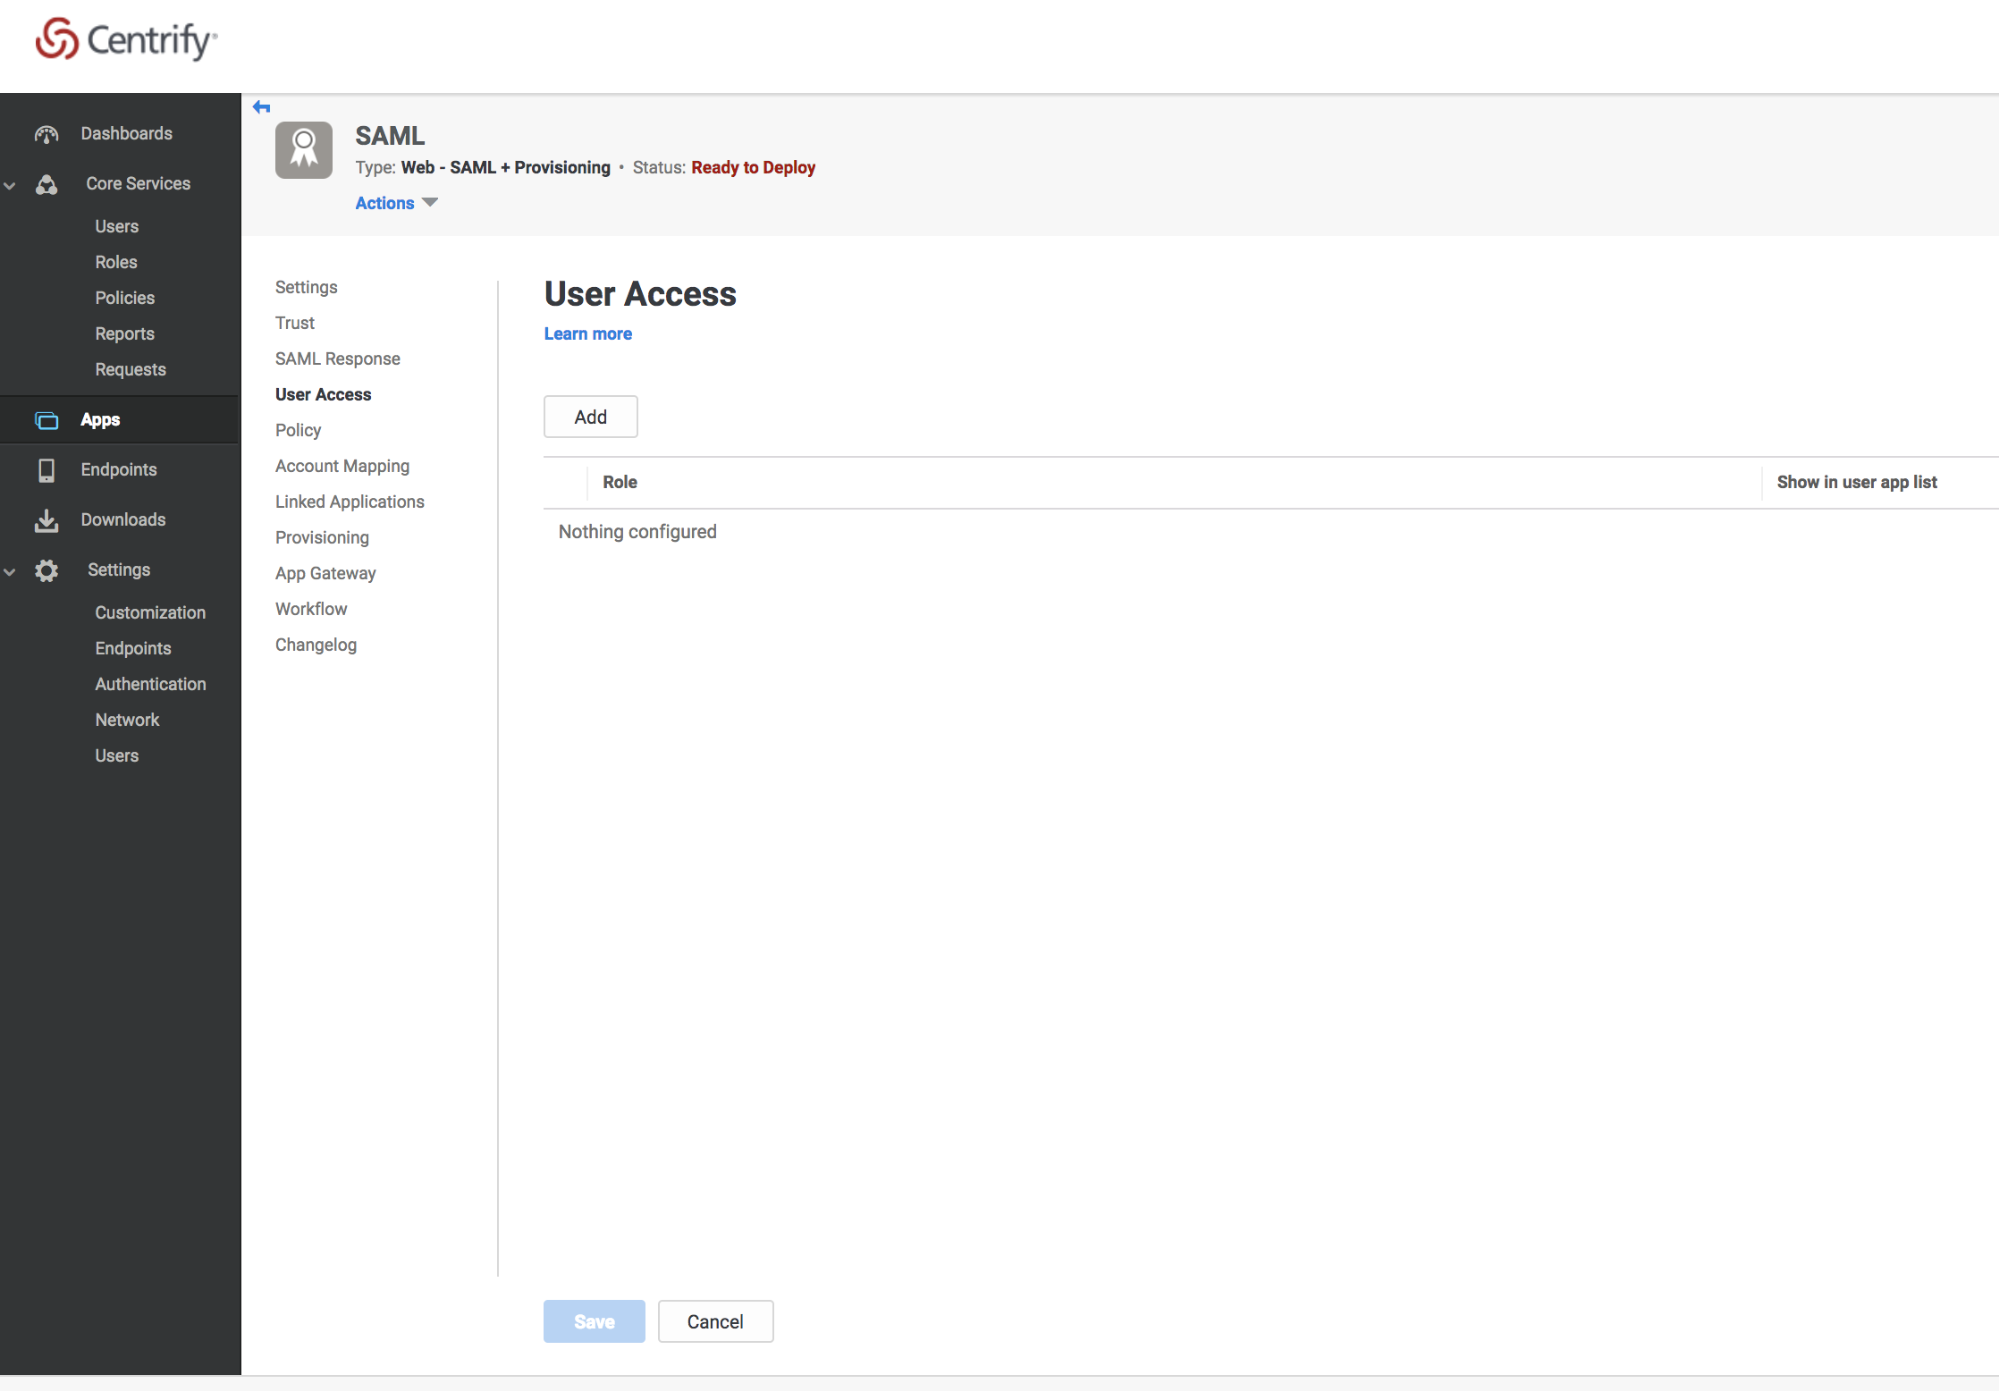 Centrify
Dashboards
Core Services
Users
Roles
Policies
Reports
Requests
Apps
Endpoints
Downloads
Settings
Customization
Endpoints
Authentication
Network
Users
SAML
Type: Web - SAML + Provisioning • Status: Ready to Deploy
Actions
Settings
Trust
SAML Response
User Access
Policy
Account Mapping
Linked Applications
Provisioning
App Gateway
Workflow
Changelog
User Access
Learn more
Add
Role Show in user app list
Nothing configured
Save Cancel